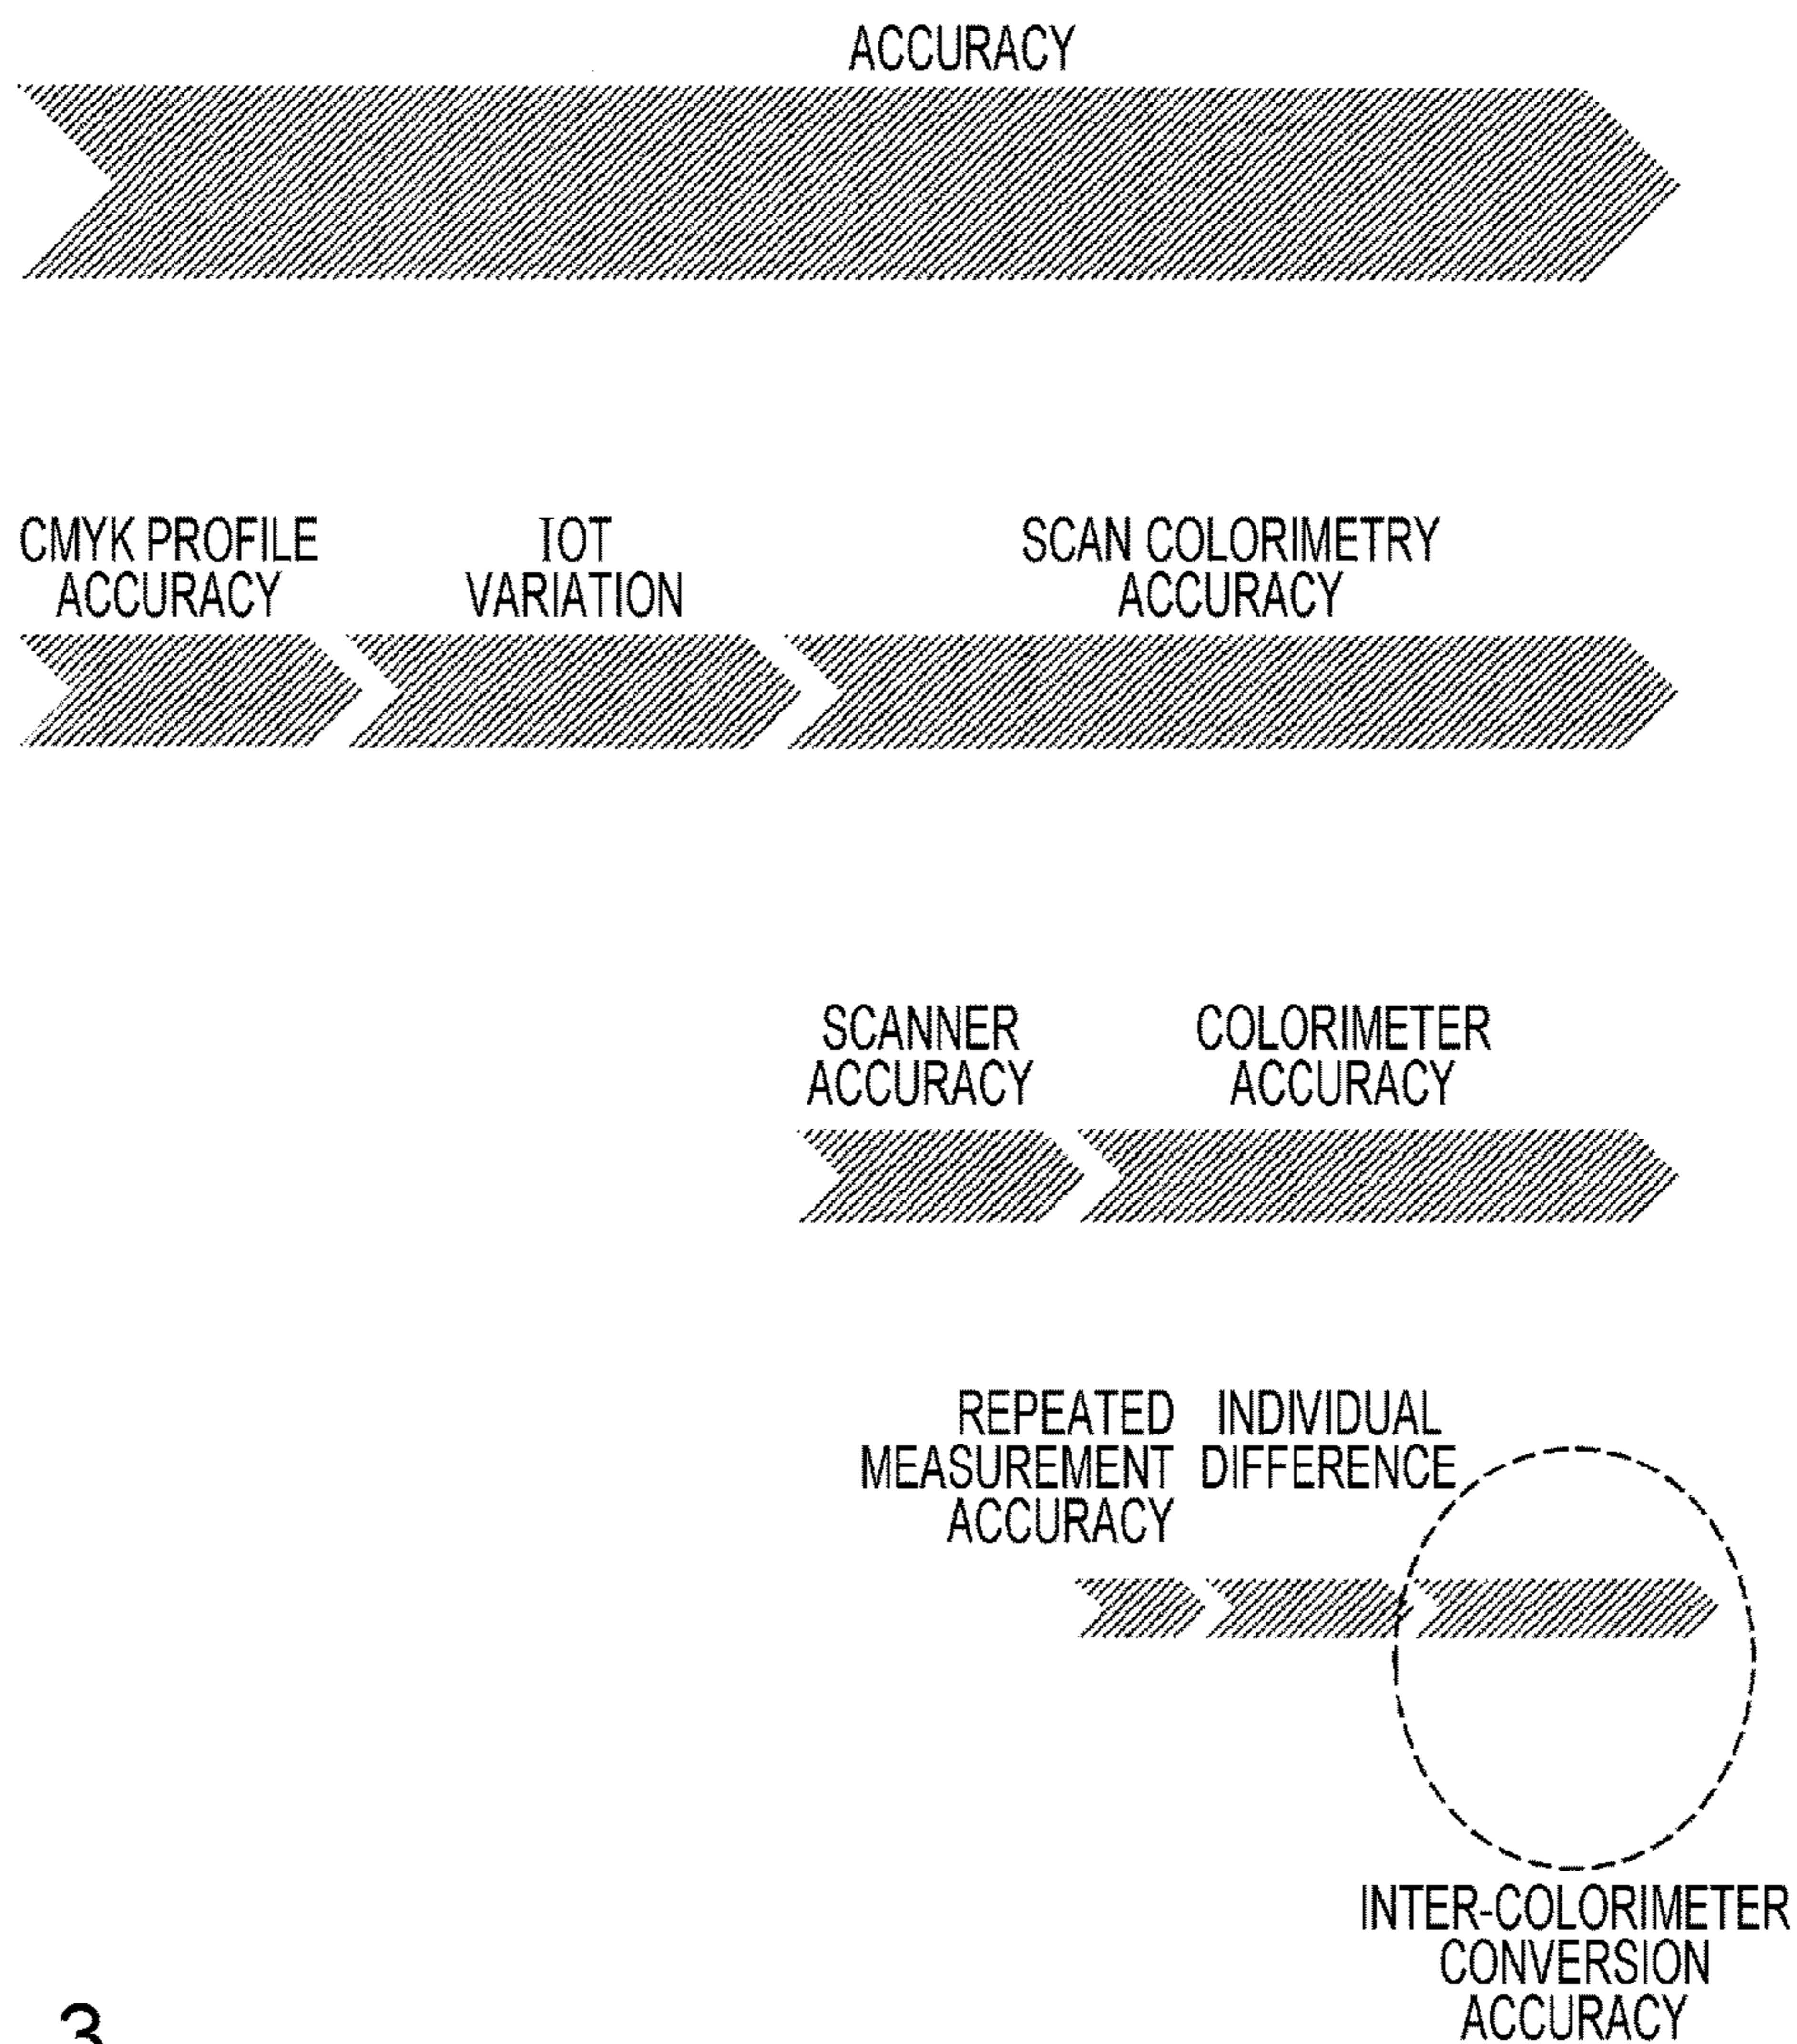 ACCURACY
CMYK PROFILE
ACCURACY
IOT
VARIATION
SCAN COLORIMETRY
ACCURACY
SCANNER
ACCURACY
COLORIMETER
ACCURACY
REPEATED
MEASUREMENT
ACCURACY
INDIVIDUAL
DIFFERENCE
INTER-COLORIMETER
CONVERSION
ACCURACY
3